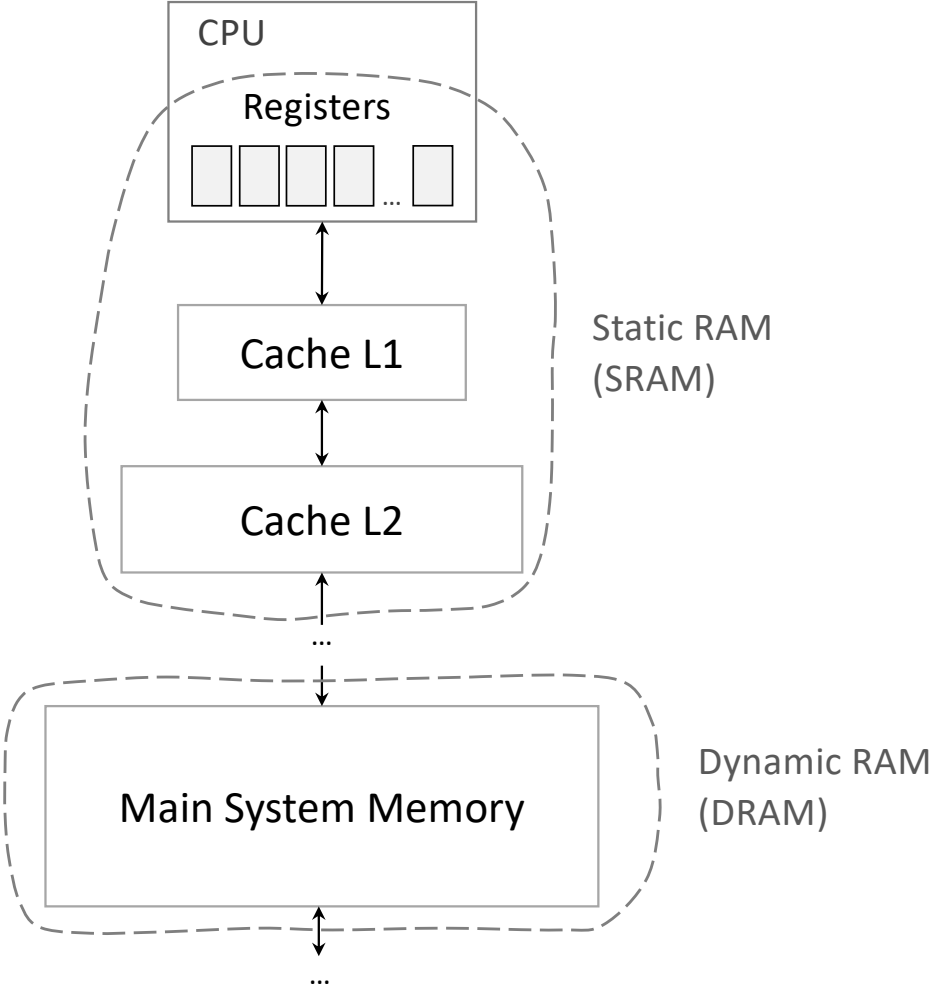 CPU
Registers
...
Cache L1
Static RAM
(SRAM)
Cache L2
...
Dynamic RAM
(DRAM)
Main System Memory
...